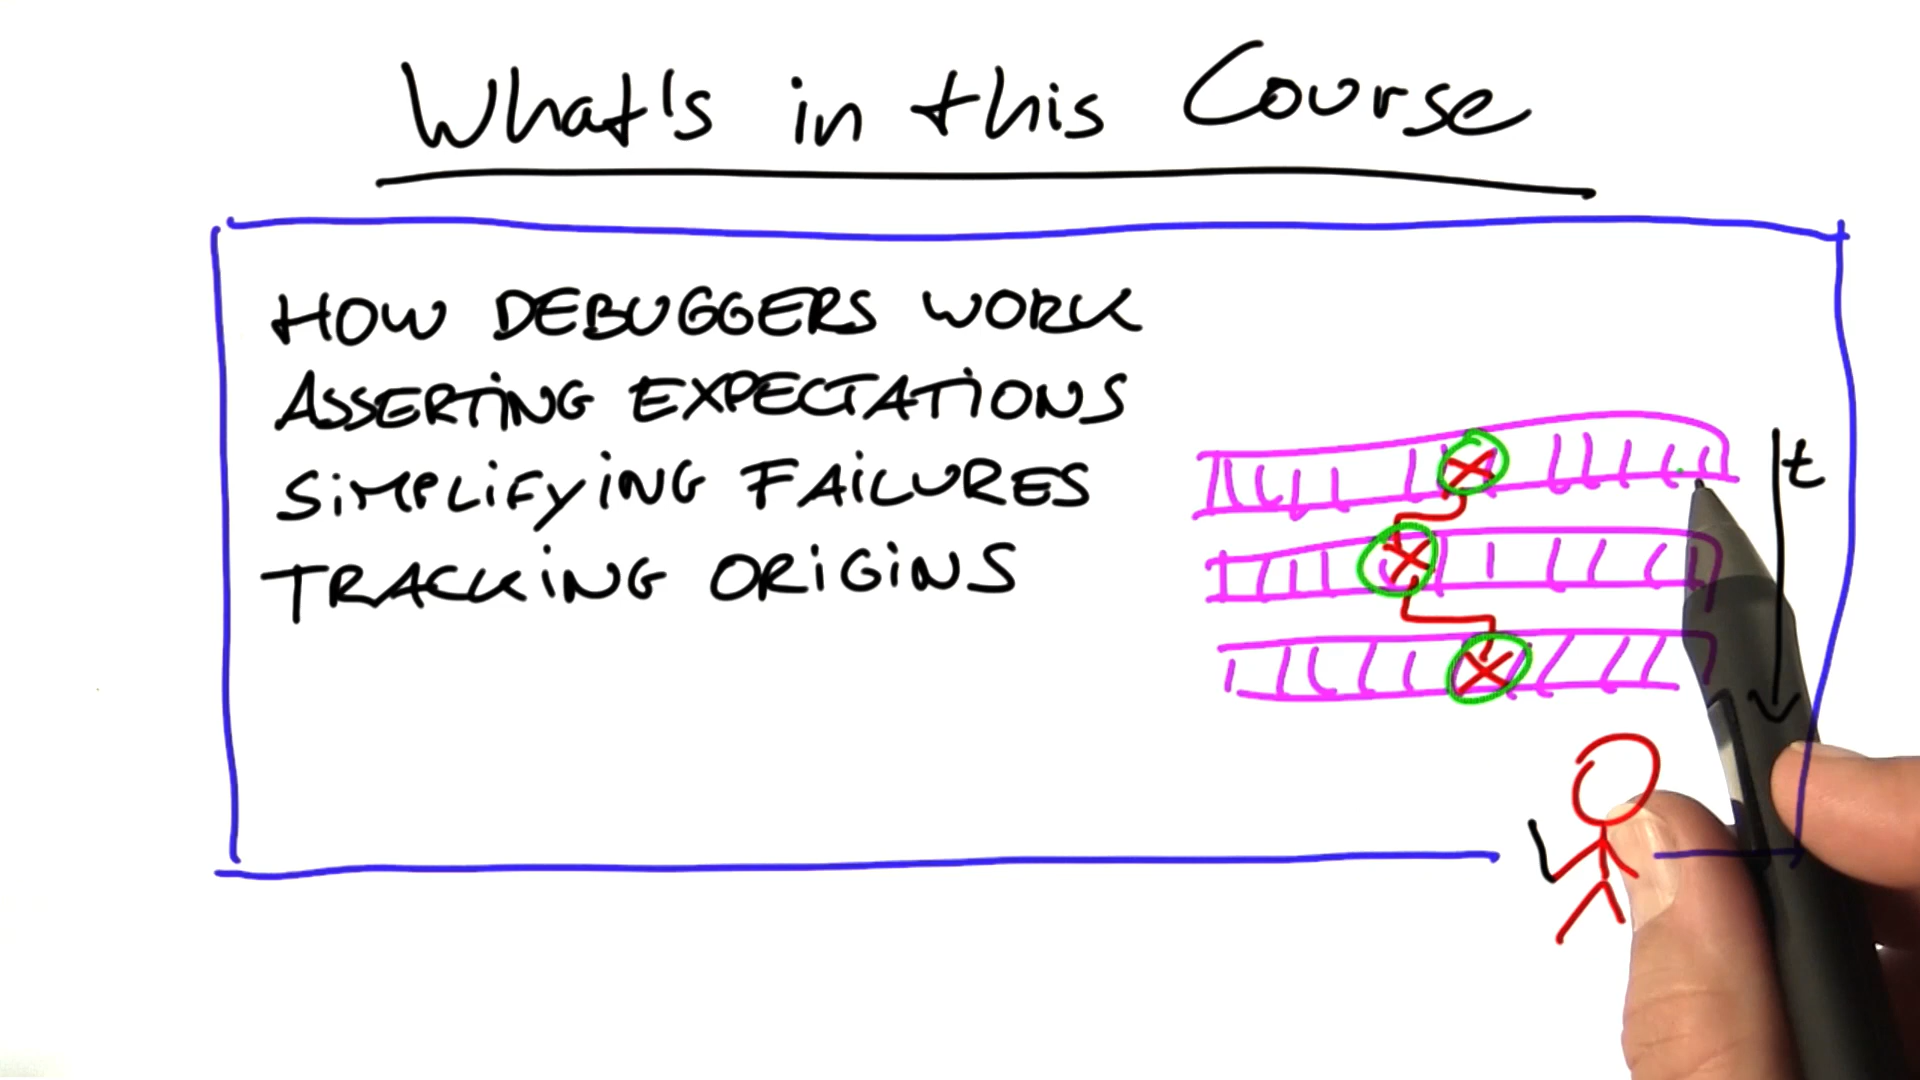 What's in this Course
HOW DEBUGGERS WORK
ASSERTING EXPECTATIONS
SIMPLIFYING FAILURES
TRACKING ORIGINS
t